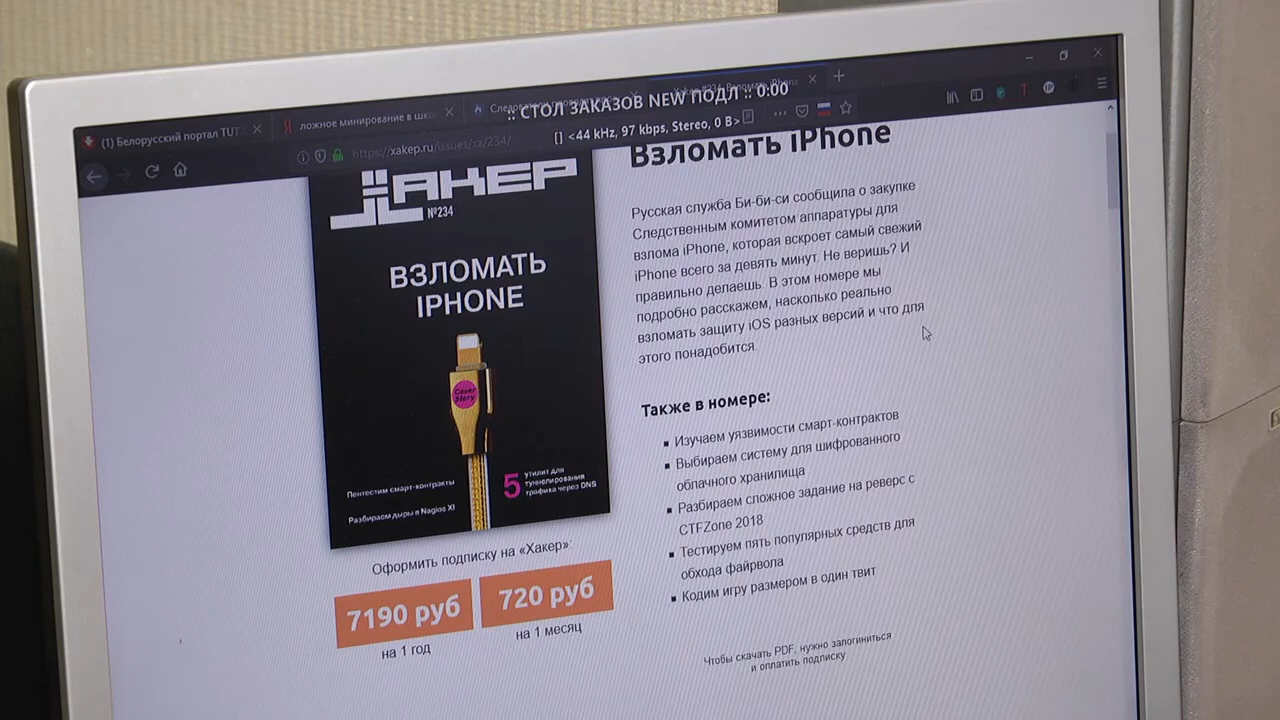 :: СТОЛ ЗАКАЗОВ NEW ПОДЛ :: 0:00
[] <44 kHz, 97 kbps, Stereo, 0 B>
(1) Белорусский портал TUT.
ложное минирование в шко
https://xakep.ru/issues/xa/234/
ХАКЕР
№234
ВЗЛОМАТЬ
IPHONE
Cover
Story
Пентестим смарт-контракты
Разбираем дыры в Nagios XI
5
утилит для
туннелирования
трафика через DNS
Оформить подписку на «Хакер»:
7190 руб
на 1 год
720 руб
на 1 месяц
Взломать iPhone
Русская служба Би-би-си сообщила о закупке
Следственным комитетом аппаратуры для
взлома iPhone, которая вскроет самый свежий
iPhone всего за девять минут. Не веришь? И
правильно делаешь. В этом номере мы
подробно расскажем, насколько реально
взломать защиту iOS разных версий и что для
этого понадобится.
Также в номере:
Изучаем уязвимости смарт-контрактов
Выбираем систему для шифрованного
облачного хранилища
Разбираем сложное задание на реверс с
CTFZone 2018
Тестируем пять популярных средств для
обхода файрвола
Кодим игру размером в один твит
Чтобы скачать PDF, нужно залогиниться
и оплатить подписку